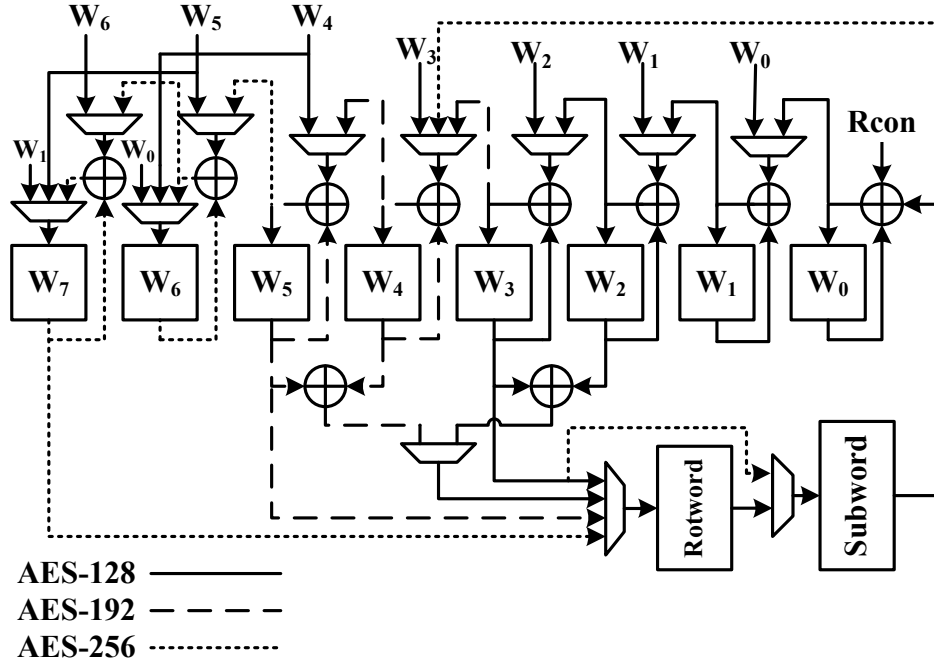 W₆ W₅ W₄
W₃ W₂ W₁ W₀
Rcon
W₁ W₀
W₇ W₆ W₅ W₄ W₃ W₂ W₁ W₀
Rotword
Subword
AES-128
AES-192
AES-256